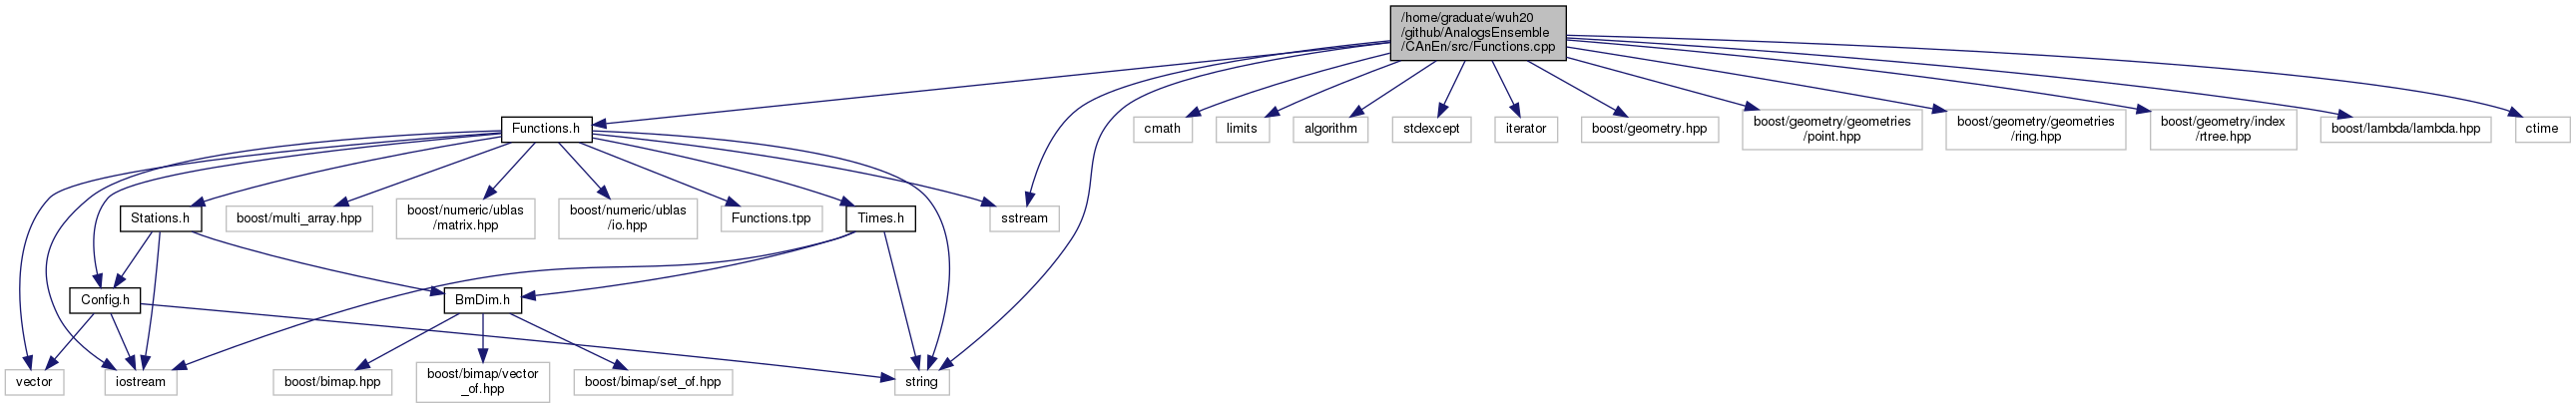 /home/graduate/wuh20
/github/AnalogsEnsemble
/CAnEn/src/Functions.cpp
Functions.h
cmath
limits
algorithm
stdexcept
iterator
boost/geometry.hpp
boost/geometry/geometries
/point.hpp
boost/geometry/geometries
/ring.hpp
boost/geometry/index
/rtree.hpp
boost/lambda/lambda.hpp
ctime
Stations.h
boost/multi_array.hpp
boost/numeric/ublas
/matrix.hpp
boost/numeric/ublas
/io.hpp
Functions.tpp
Times.h
sstream
Config.h
BmDim.h
vector
iostream
boost/bimap.hpp
boost/bimap/vector
_of.hpp
boost/bimap/set_of.hpp
string